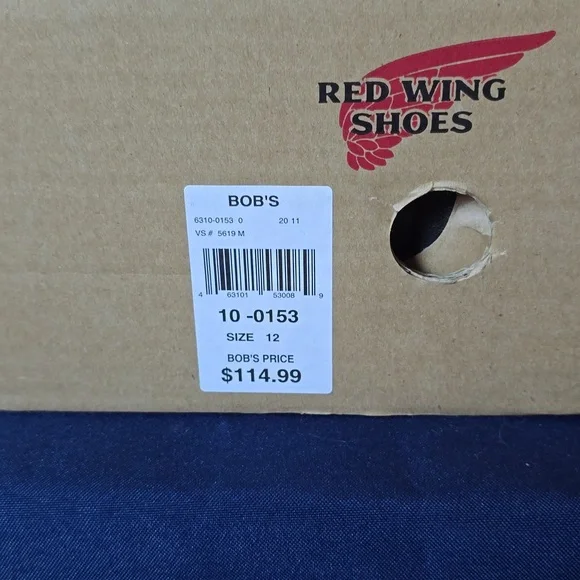 RED WING
SHOES
BOB'S
6310-0153 0 20 11
VS # 5619 M
4 63101 53008 9
10 -0153
SIZE 12
BOB'S PRICE
$114.99